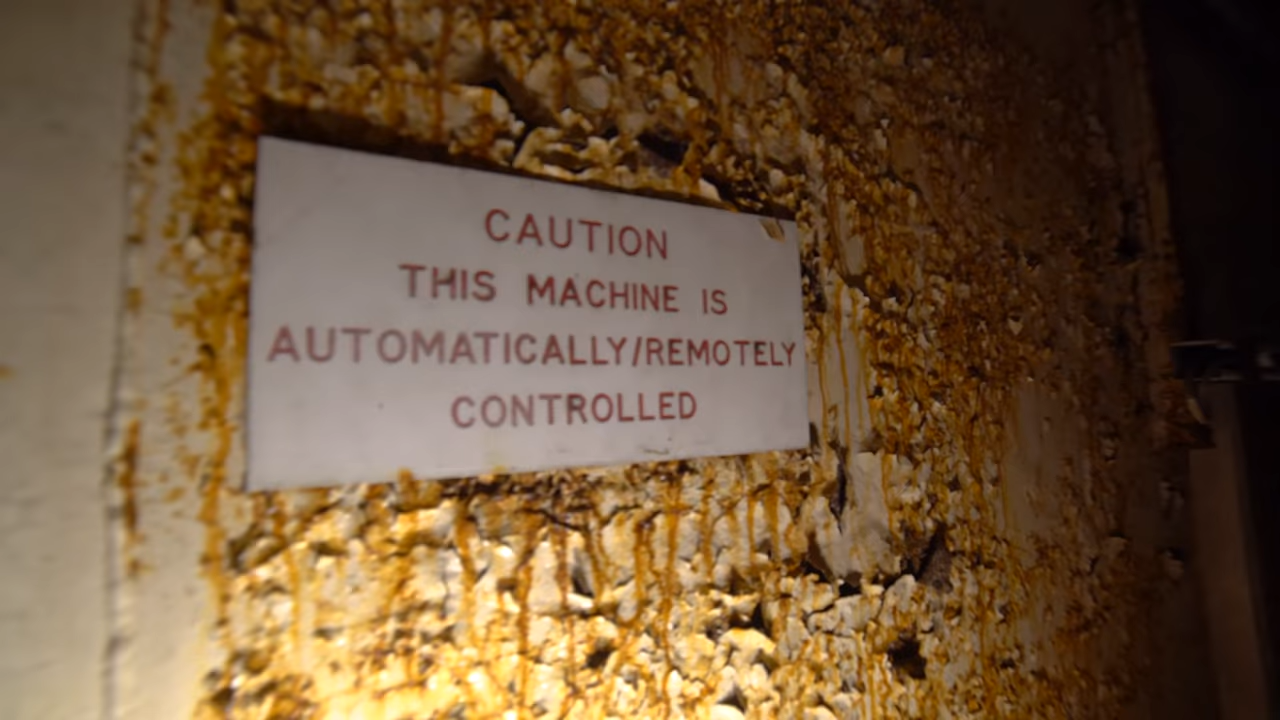 CAUTION
THIS MACHINE IS
AUTOMATICALLY/REMOTELY
CONTROLLED